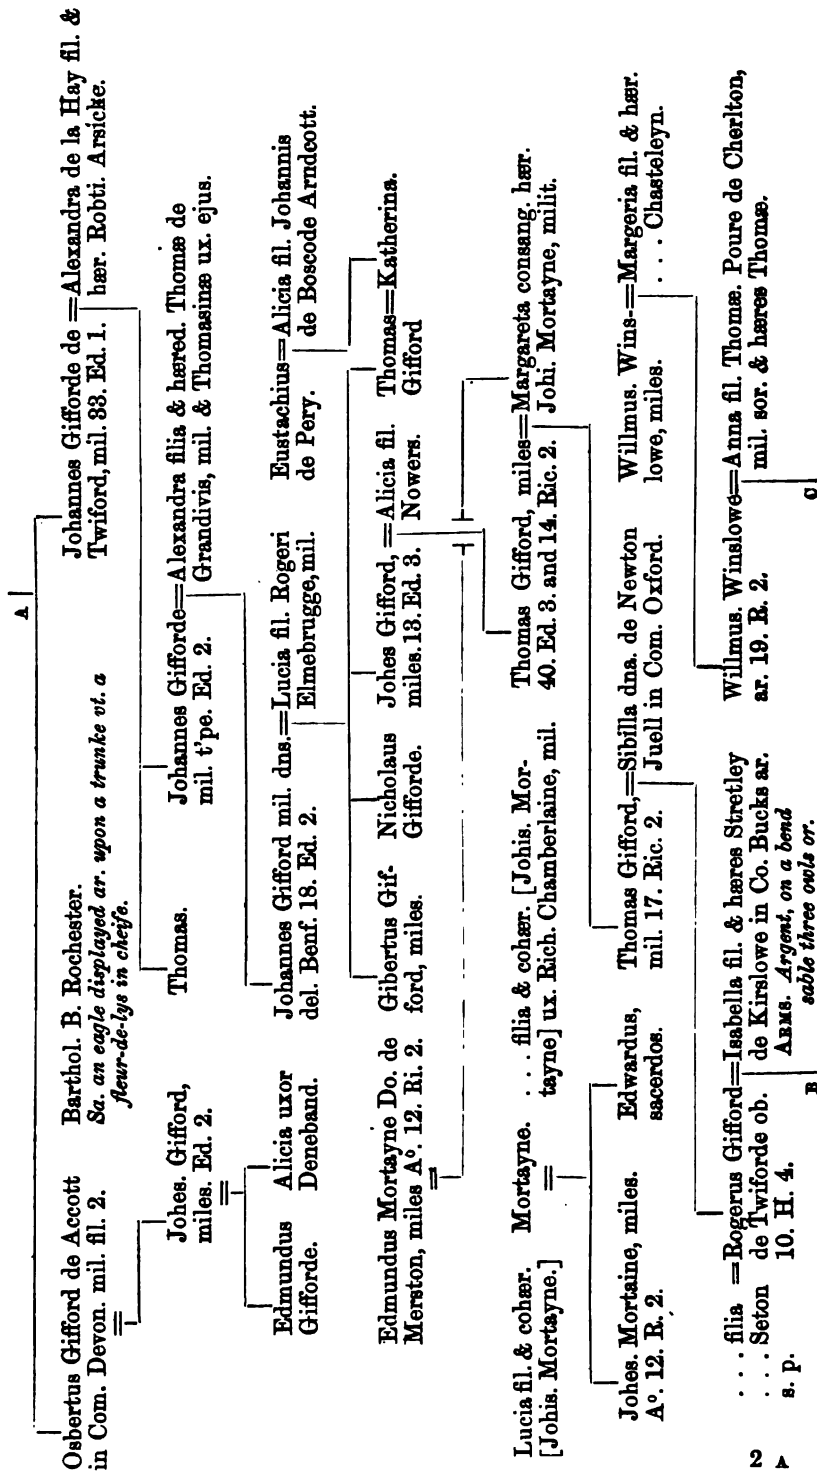 A
Osbertus Gifford de Accott
in Com. Devon. mil. fil. 2.
Barthol. B. Rochester.
Sa. an eagle displayed ar. upon a trunke vt. a
fleur-de-lys in cheife.
Johannes Gifforde de
Twiford, mil. 33. Ed. 1.
=Alexandra de la Hay fil. &
hær. Robti. Arsicke.
Johes. Gifford,
miles. Ed. 2.
Thomas.
Johannes Gifforde=Alexandra filia & hæred. Thomæ de
mil. t'pe. Ed. 2.
Grandivis, mil. & Thomasinæ ux. ejus.
Edmundus
Gifforde.
Alicia uxor
Deneband.
Johannes Gifford mil. dns.=Lucia fil. Rogeri
del. Benf. 18. Ed. 2.
Elmebrugge, mil.
Eustachius=Alicia fil. Johannis
de Pery.
de Boscode Arndcott.
Edmundus Mortayne Do. de
Merston, miles Aº. 12. Ri. 2.
Gibertus Gif-
ford, miles.
Nicholaus
Gifforde.
Johes Gifford,
miles. 13. Ed. 3.
=Alicia fil.
Nowers.
Thomas=Katherina.
Gifford
Lucia fil. & cohær.
[Johis. Mortayne.]
Mortayne.
. . . filia & cohær. [Johis. Mor-
tayne] ux. Rich. Chamberlaine, mil.
Thomas Gifford, miles=Margareta consang. hær.
40. Ed. 3. and 14. Ric. 2.
Johi. Mortayne, milit.
Johes. Mortaine, miles.
Aº. 12. R. 2.
Edwardus,
sacerdos.
Thomas Gifford,=Sibilla dna. de Newton
mil. 17. Ric. 2.
Juell in Com. Oxford.
Willmus. Wins-=Margeria fil. & hær.
lowe, miles.
. . . Chasteleyn.
. . . filia
. . . Seton
s. p.
=Rogerus Gifford=Isabella fil. & hæres Stretley
de Twiforde ob.
10. H. 4.
de Kirslowe in Co. Bucks ar.
ARMS. Argent, on a bend
sable three owls or.
Willmus. Winslowe=Anna fil. Thomæ. Poure de Cherlton,
ar. 19. R. 2.
mil. sor. & hæres Thomæ.
B
C
2 A